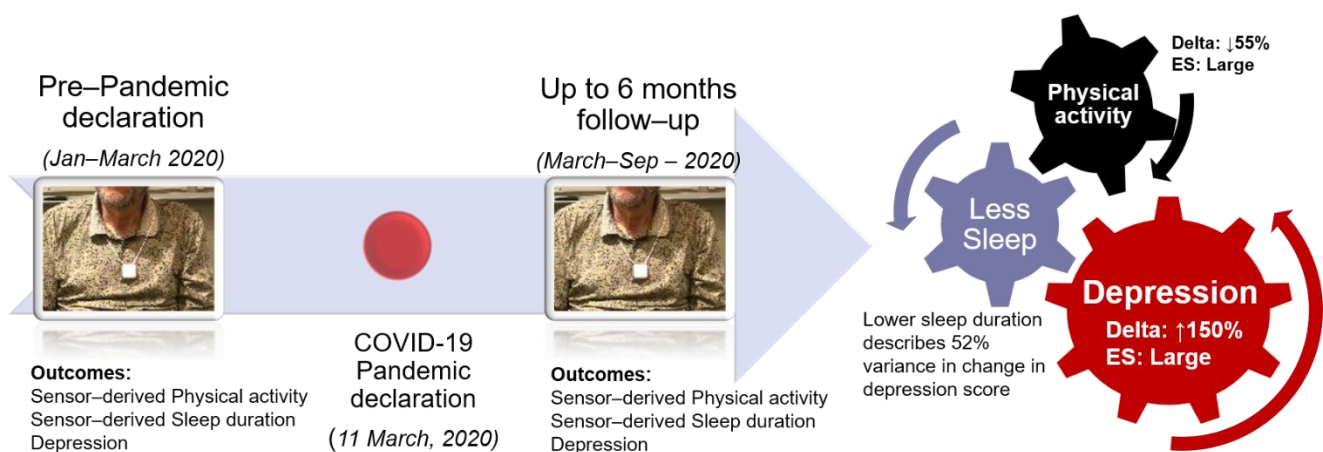 Pre–Pandemic
declaration
(Jan–March 2020)
Outcomes:
Sensor–derived Physical activity
Sensor–derived Sleep duration
Depression
COVID-19
Pandemic
declaration
(11 March, 2020)
Up to 6 months
follow–up
(March–Sep – 2020)
Outcomes:
Sensor–derived Physical activity
Sensor–derived Sleep duration
Depression
Physical
activity
Delta: ↓55%
ES: Large
Less
Sleep
Lower sleep duration
describes 52%
variance in change in
depression score
Depression
Delta: ↑150%
ES: Large